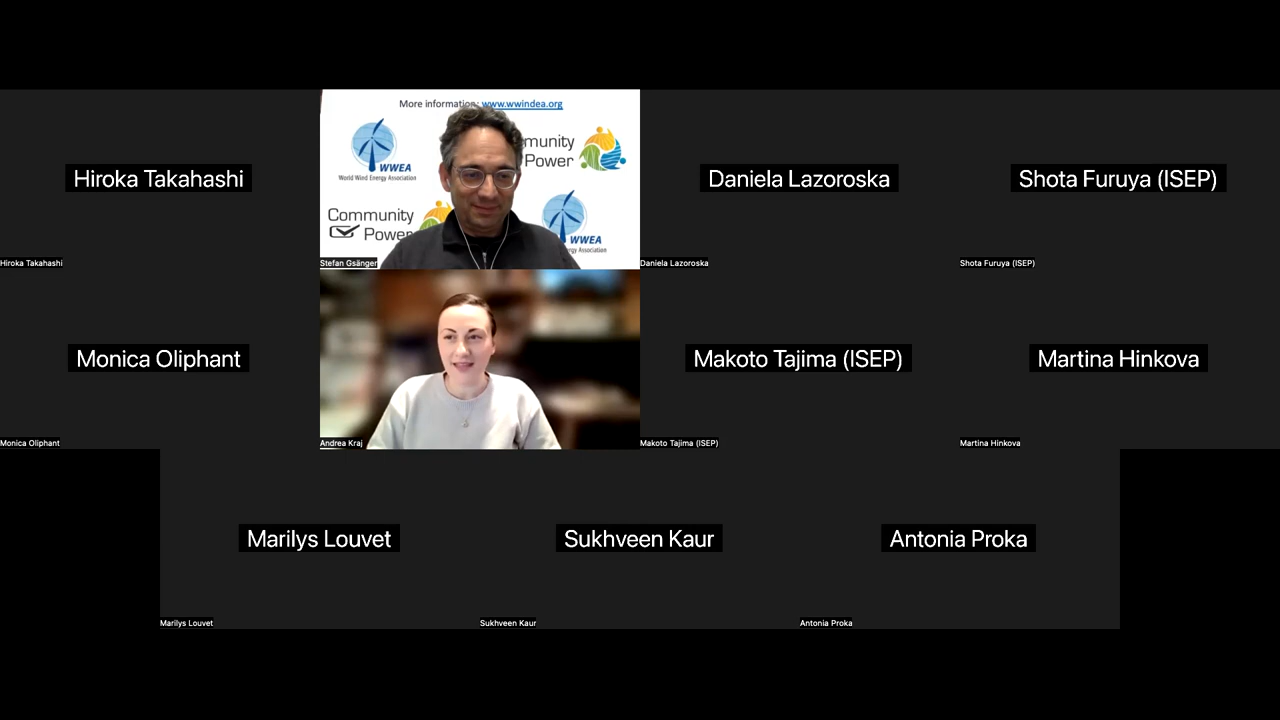 Hiroka Takahashi
Hiroka Takahashi
More information: www.wwindea.org
WWEA
World Wind Energy Association
munity
Power
Community
Power
WWEA
gy Association
Stefan Gsänger
Daniela Lazoroska
Daniela Lazoroska
Shota Furuya (ISEP)
Shota Furuya (ISEP)
Monica Oliphant
Monica Oliphant
Andrea Kraj
Makoto Tajima (ISEP)
Makoto Tajima (ISEP)
Martina Hinkova
Martina Hinkova
Marilys Louvet
Marilys Louvet
Sukhveen Kaur
Sukhveen Kaur
Antonia Proka
Antonia Proka